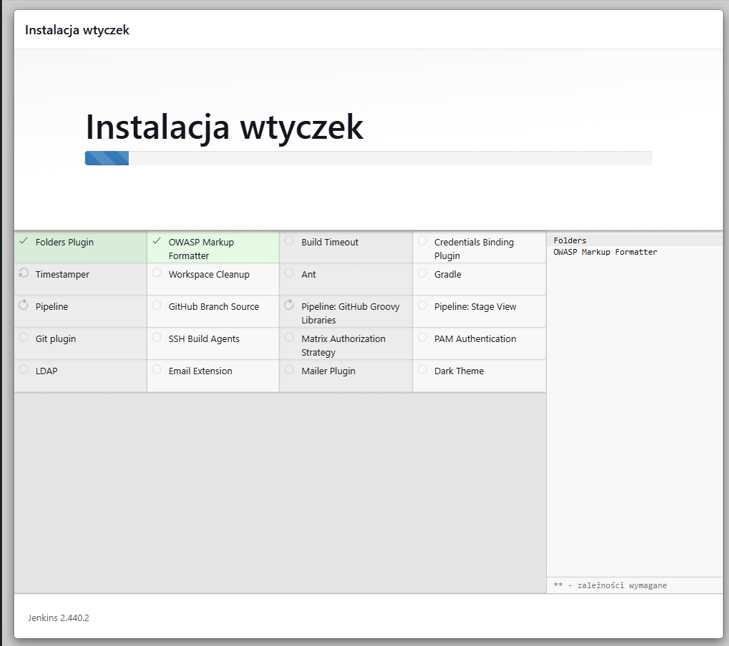 Instalacja wtyczek
Instalacja wtyczek
Folders Plugin
OWASP Markup
Formatter
Build Timeout
Credentials Binding
Plugin
Timestamper
Workspace Cleanup
Ant
Gradle
Pipeline
GitHub Branch Source
Pipeline: GitHub Groovy
Libraries
Pipeline: Stage View
Git plugin
SSH Build Agents
Matrix Authorization
Strategy
PAM Authentication
LDAP
Email Extension
Mailer Plugin
Dark Theme
Folders
OWASP Markup Formatter
** - zależności wymagane
Jenkins 2.440.2